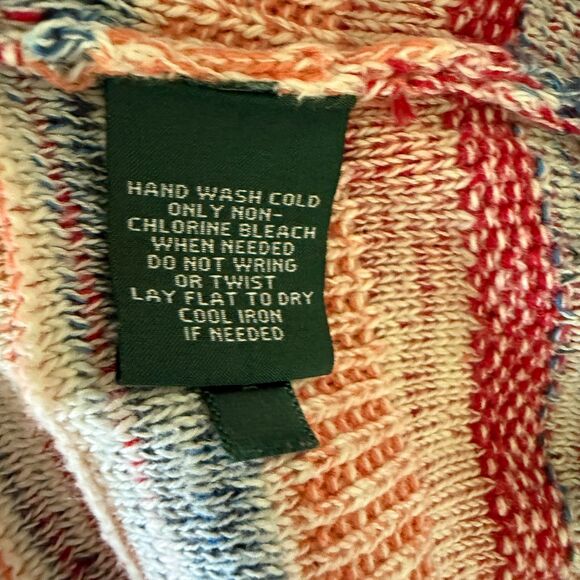 HAND WASH COLD
ONLY NON-
CHLORINE BLEACH
WHEN NEEDED
DO NOT WRING
OR TWIST
LAY FLAT TO DRY
COOL IRON
IF NEEDED